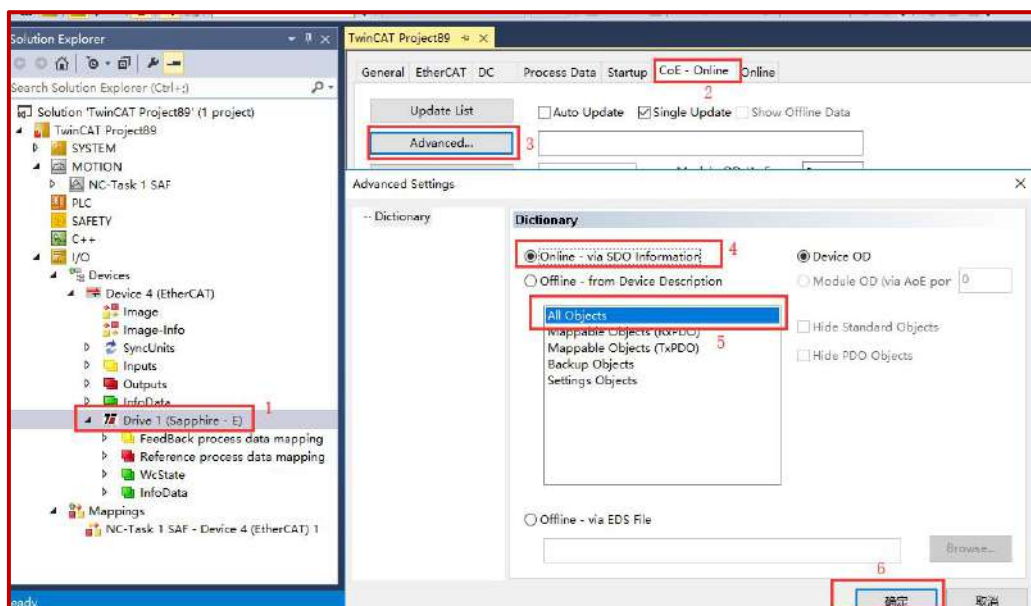 Solution Explorer
TwinCAT Project89
Search Solution Explorer (Ctrl+;)
Solution 'TwinCAT Project89' (1 project)
TwinCAT Project89
SYSTEM
MOTION
NC-Task 1 SAF
PLC
SAFETY
C++
I/O
Devices
Device 4 (EtherCAT)
Image
Image-Info
SyncUnits
Inputs
Outputs
InfoData
Drive 1 (Sapphire - E)
1
FeedBack process data mapping
Reference process data mapping
WcState
InfoData
Mappings
NC-Task 1 SAF - Device 4 (EtherCAT) 1
General EtherCAT DC Process Data Startup CoE - Online Online
2
Update List
Auto Update Single Update Show Offline Data
Advanced...
3
Advanced Settings
-- Dictionary
Dictionary
Online - via SDO Information
4
Device OD
Offline - from Device Description
Module OD (via AoE por 0
All Objects
Mappable Objects (RxPDO)
5
Mappable Objects (TxPDO)
Backup Objects
Settings Objects
Hide Standard Objects
Hide PDO Objects
Offline - via EDS File
Browse...
6
确定
取消